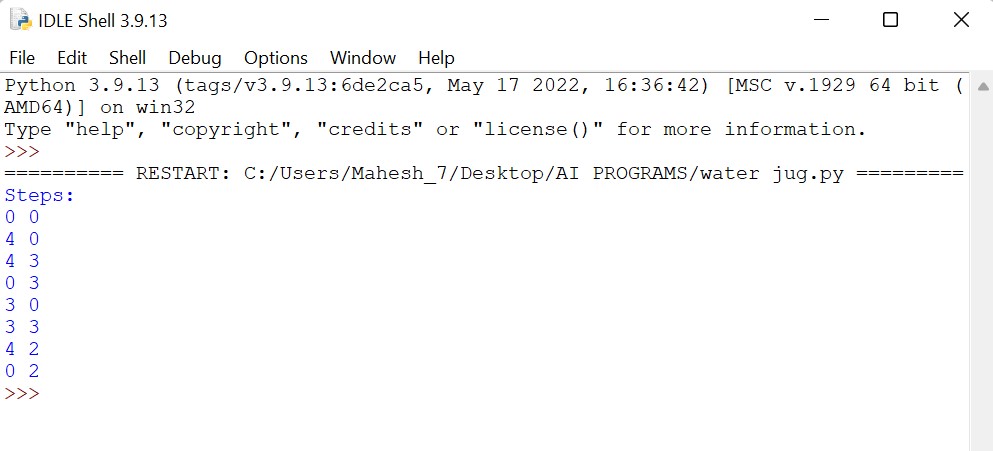 IDLE Shell 3.9.13
File Edit Shell Debug Options Window Help
Python 3.9.13 (tags/v3.9.13:6de2ca5, May 17 2022, 16:36:42) [MSC v.1929 64 bit (
AMD64)] on win32
Type "help", "copyright", "credits" or "license()" for more information.
>>>
========== RESTART: C:/Users/Mahesh_7/Desktop/AI PROGRAMS/water jug.py =========
Steps:
0 0
4 0
4 3
0 3
3 0
3 3
4 2
0 2
>>>